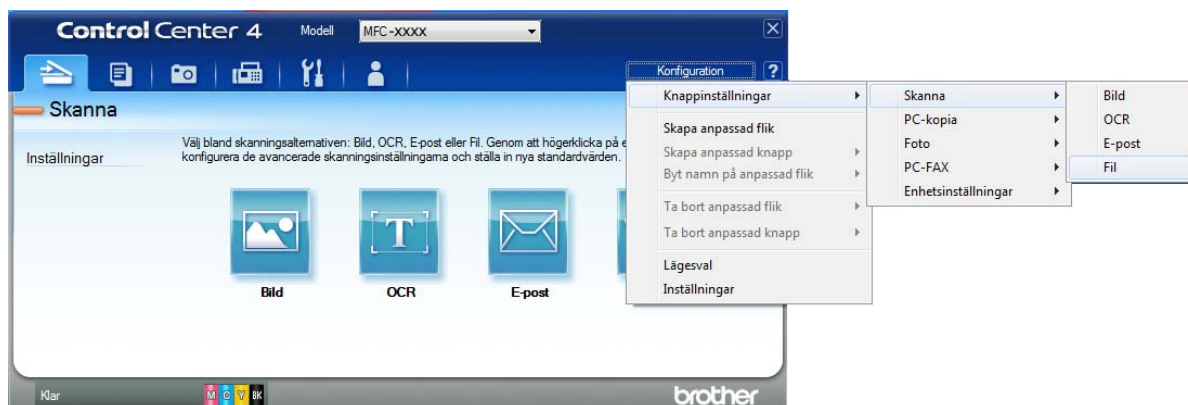 Control Center 4 Modell MFC-XXXX
Konfiguration ?
Skanna
Välj bland skanningsalternativen: Bild, OCR, E-post eller Fil. Genom att högerklicka på e
konfigurera de avancerade skanningsinställningarna och ställa in nya standardvärden.
Inställningar
T
Bild OCR E-post
Knappinställningar
Skapa anpassad flik
Skapa anpassad knapp
Byt namn på anpassad flik
Ta bort anpassad flik
Ta bort anpassad knapp
Lägesval
Inställningar
Skanna
PC-kopia
Foto
PC-FAX
Enhetsinställningar
Bild
OCR
E-post
Fil
Klar M C Y BK brother